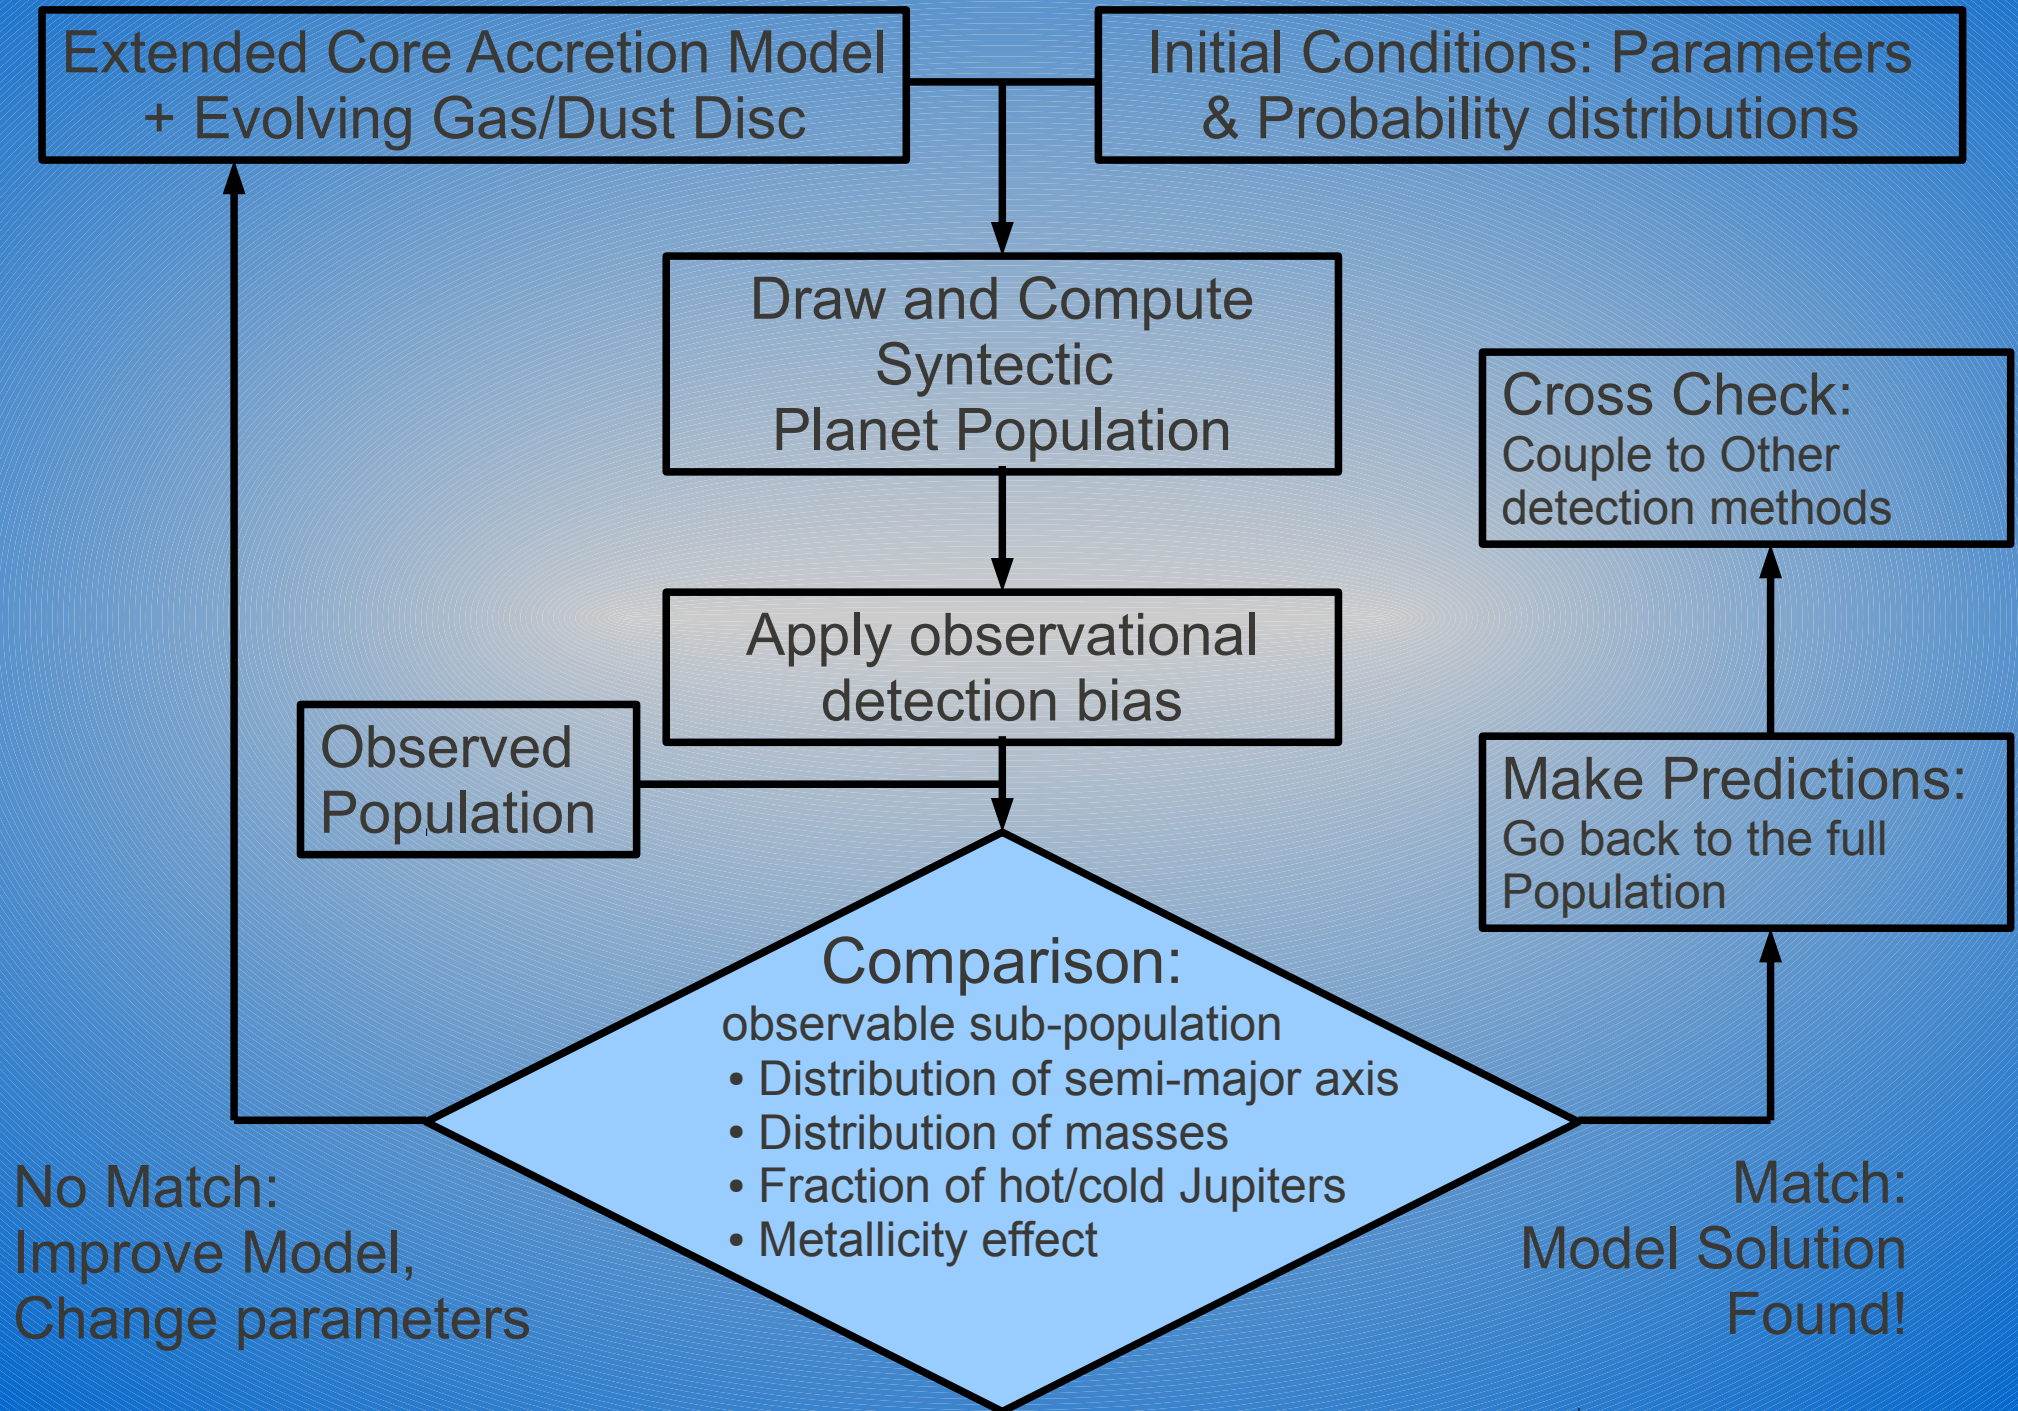 Extended Core Accretion Model
+ Evolving Gas/Dust Disc
Initial Conditions: Parameters
& Probability distributions
Draw and Compute
Syntectic
Planet Population
Apply observational
detection bias
Observed
Population
Comparison:
observable sub-population
• Distribution of semi-major axis
• Distribution of masses
• Fraction of hot/cold Jupiters
• Metallicity effect
No Match:
Improve Model,
Change parameters
Match:
Model Solution
Found!
Make Predictions:
Go back to the full
Population
Cross Check:
Couple to Other
detection methods